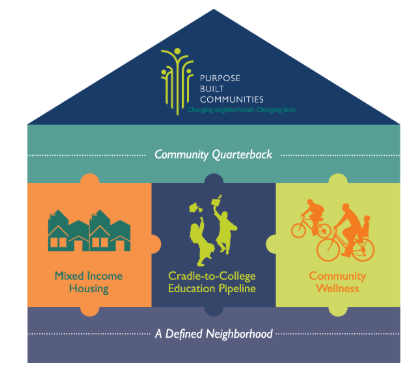 PURPOSE
BUILT
COMMUNITIES
Changing neighborhoods. Changing lives.
Community Quarterback
Mixed Income
Housing
Cradle-to-College
Education Pipeline
Community
Wellness
A Defined Neighborhood